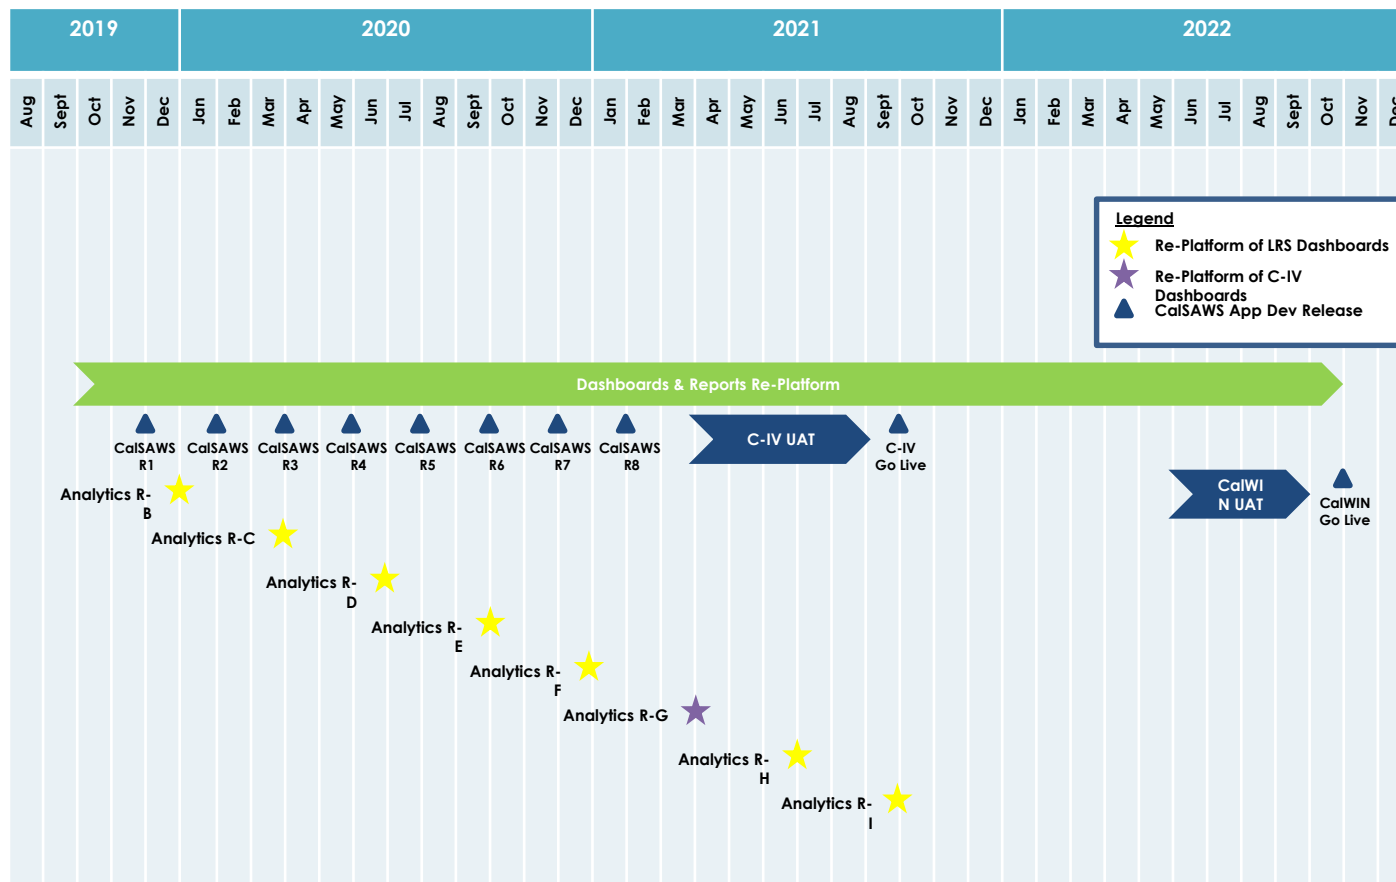 2019 2020 2021 2022
Aug Sept Oct Nov Dec Jan Feb Mar Apr May Jun Jul Aug Sept Oct Nov Dec Jan Feb Mar Apr May Jun Jul Aug Sept Oct Nov Dec Jan Feb Mar Apr May Jun Jul Aug Sept Oct Nov Dec
Legend
Re-Platform of LRS Dashboards
Re-Platform of C-IV
Dashboards
CalSAWS App Dev Release
Dashboards & Reports Re-Platform
CalSAWS
R1
CalSAWS
R2
CalSAWS
R3
CalSAWS
R4
CalSAWS
R5
CalSAWS
R6
CalSAWS
R7
CalSAWS
R8
C-IV UAT
C-IV
Go Live
CalWI
N UAT
CalWIN
Go Live
Analytics R-
B
Analytics R-C
Analytics R-
D
Analytics R-
E
Analytics R-
F
Analytics R-G
Analytics R-
H
Analytics R-
I